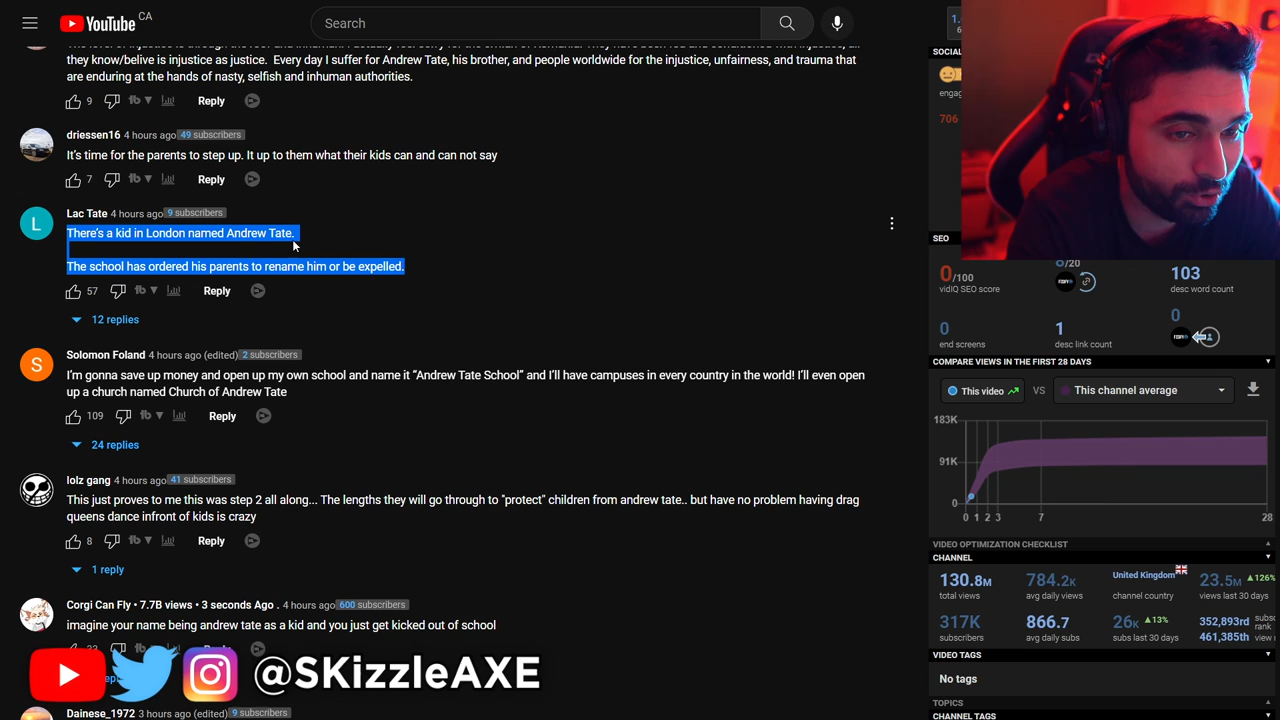 YouTube CA
Search
they know/belive is injustice as justice.  Every day I suffer for Andrew Tate, his brother, and people worldwide for the injustice, unfairness, and trauma that
are enduring at the hands of nasty, selfish and inhuman authorities.
9 Reply
driessen16 4 hours ago 49 subscribers
It's time for the parents to step up. It up to them what their kids can and can not say
7 Reply
Lac Tate 4 hours ago 9 subscribers
There's a kid in London named Andrew Tate.
The school has ordered his parents to rename him or be expelled.
57 Reply
12 replies
Solomon Foland 4 hours ago (edited) 2 subscribers
I'm gonna save up money and open up my own school and name it “Andrew Tate School” and I'll have campuses in every country in the world! I'll even open
up a church named Church of Andrew Tate
109 Reply
24 replies
lolz gang 4 hours ago 41 subscribers
This just proves to me this was step 2 all along... The lengths they will go through to "protect" children from andrew tate.. but have no problem having drag
queens dance infront of kids is crazy
8 Reply
1 reply
Corgi Can Fly • 7.7B views • 3 seconds Ago . 4 hours ago 600 subscribers
imagine your name being andrew tate as a kid and you just get kicked out of school
@SKizzleAXE
Dainese_1972 3 hours ago (edited) 9 subscribers
SOCIAL
engag
706
SEO
0/100
vidIQ SEO score
/20
103
desc word count
0
end screens
1
desc link count
0
COMPARE VIEWS IN THE FIRST 28 DAYS
This video VS This channel average
183K
91K
0
0 1 2 3 7 28
VIDEO OPTIMIZATION CHECKLIST
CHANNEL
130.8M
total views
784.2K
avg daily views
United Kingdom
channel country
23.5M ▲126%
views last 30 days
317K
subscribers
866.7
avg daily subs
26K ▲13%
subs last 30 days
352,893rd
461,385th
subsc
rank
view
VIDEO TAGS
No tags
TOPICS
CHANNEL TAGS